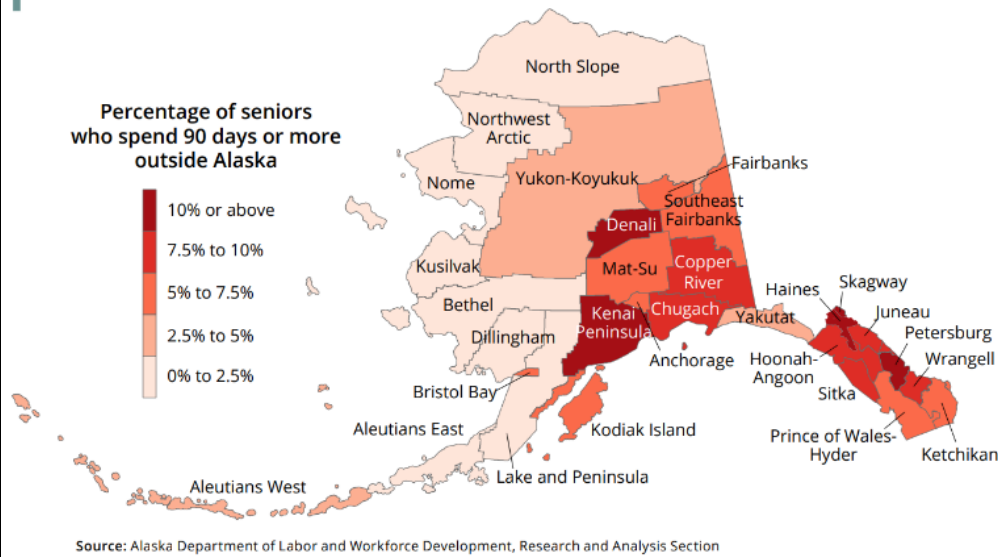 Percentage of seniors
who spend 90 days or more
outside Alaska
10% or above
7.5% to 10%
5% to 7.5%
2.5% to 5%
0% to 2.5%
North Slope
Northwest
Arctic
Nome
Yukon-Koyukuk
Fairbanks
Southeast
Fairbanks
Denali
Kusilvak
Mat-Su
Copper
River
Bethel
Kenai
Peninsula
Chugach
Yakutat
Haines
Skagway
Juneau
Petersburg
Wrangell
Dillingham
Anchorage
Hoonah-
Angoon
Sitka
Bristol Bay
Aleutians East
Kodiak Island
Prince of Wales-
Hyder
Ketchikan
Lake and Peninsula
Aleutians West
Source: Alaska Department of Labor and Workforce Development, Research and Analysis Section